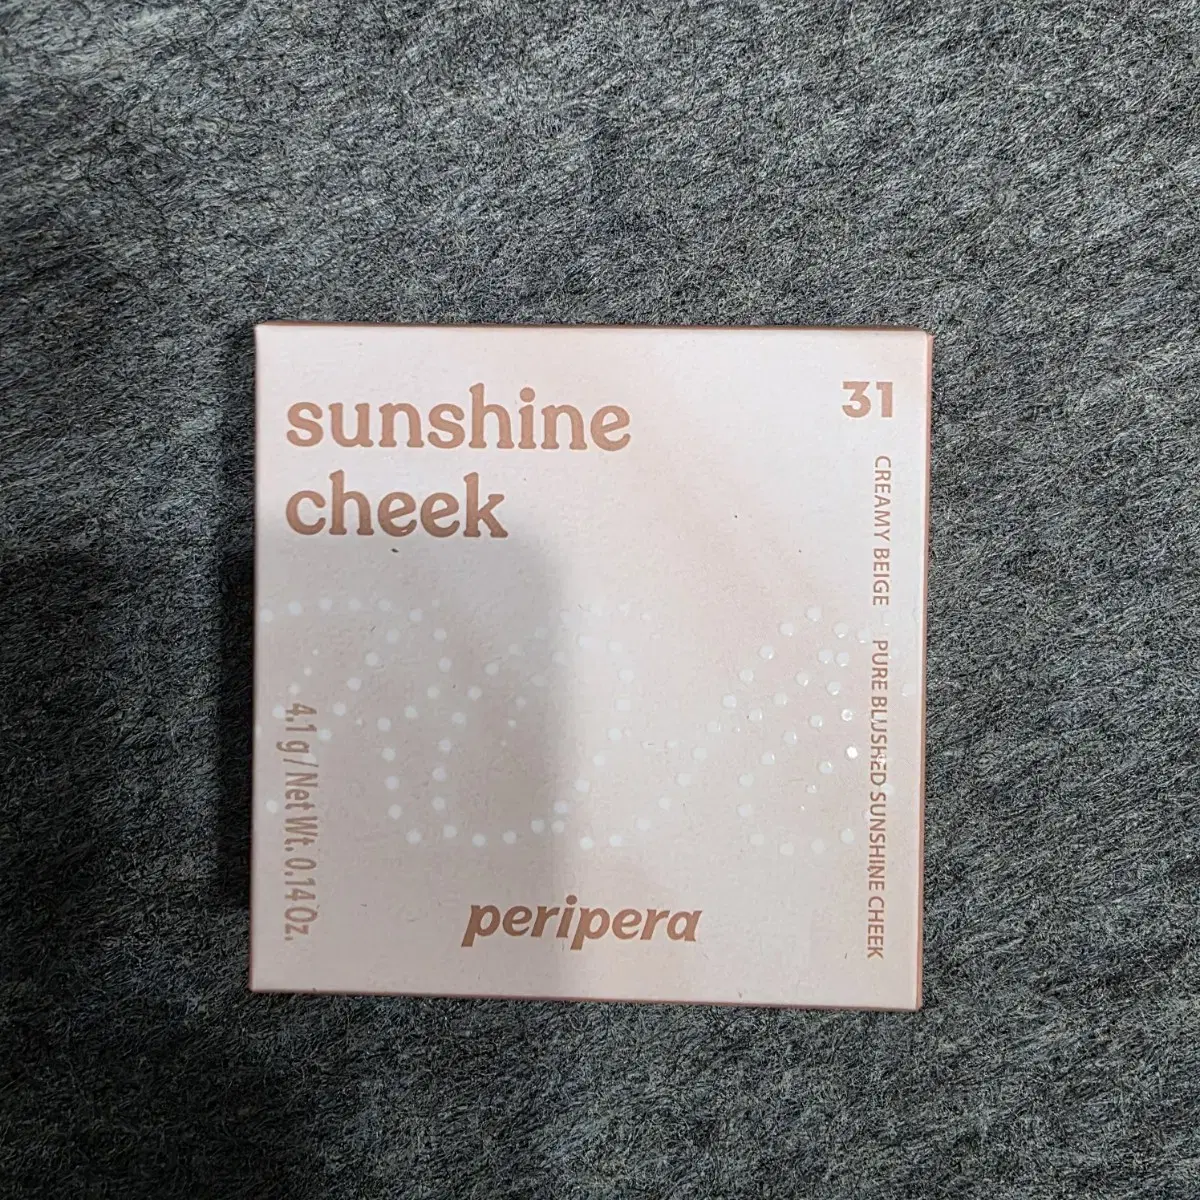 sunshine
cheek
31
CREAMY BEIGE PURE BLUSHED SUNSHINE CHEEK
4.1 g / Net Wt. 0.14 Oz.
peripera